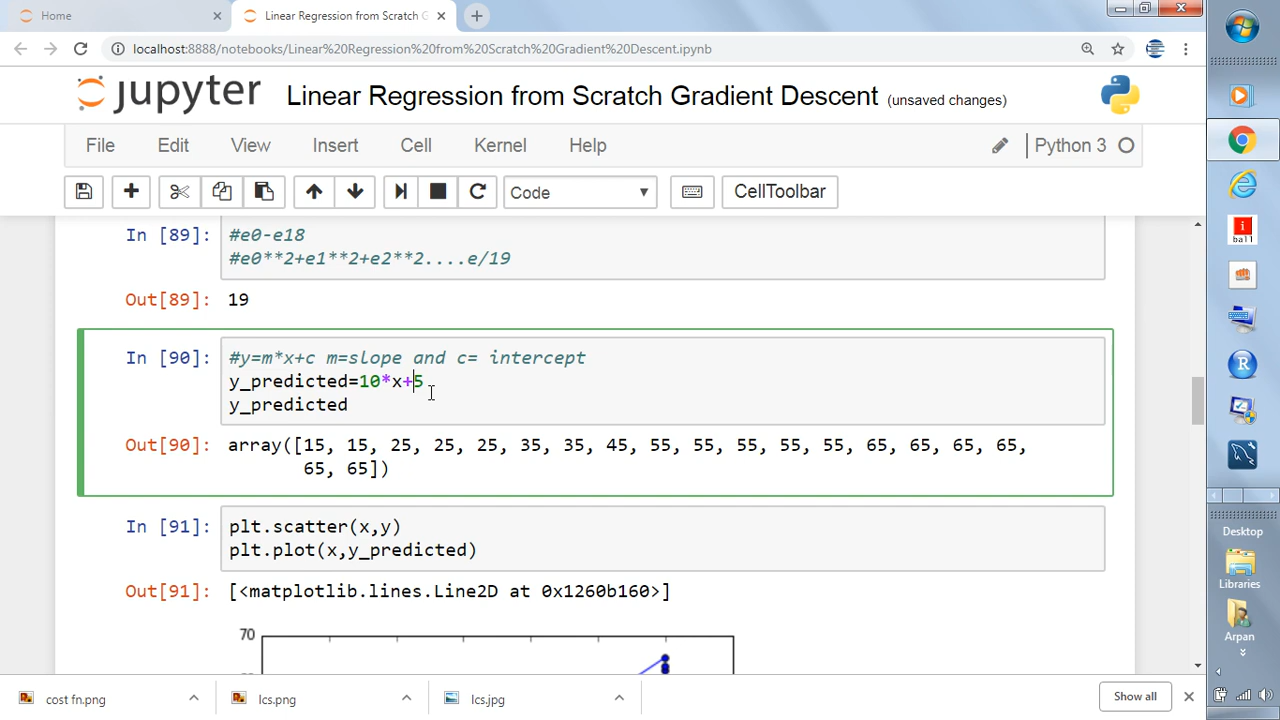 Home
Linear Regression from Scratch G
localhost:8888/notebooks/Linear%20Regression%20from%20Scratch%20Gradient%20Descent.ipynb
jupyter Linear Regression from Scratch Gradient Descent (unsaved changes)
File Edit View Insert Cell Kernel Help Python 3
Code CellToolbar
In [89]: #e0-e18
#e0**2+e1**2+e2**2....e/19
Out[89]: 19
In [90]: #y=m*x+c m=slope and c= intercept
y_predicted=10*x+5
y_predicted
Out[90]: array([15, 15, 25, 25, 25, 35, 35, 45, 55, 55, 55, 55, 55, 65, 65, 65, 65,
65, 65])
In [91]: plt.scatter(x,y)
plt.plot(x,y_predicted)
Out[91]: [<matplotlib.lines.Line2D at 0x1260b160>]
70
cost fn.png
lcs.png
lcs.jpg
Show all
i
ball
Desktop
Libraries
Arpan